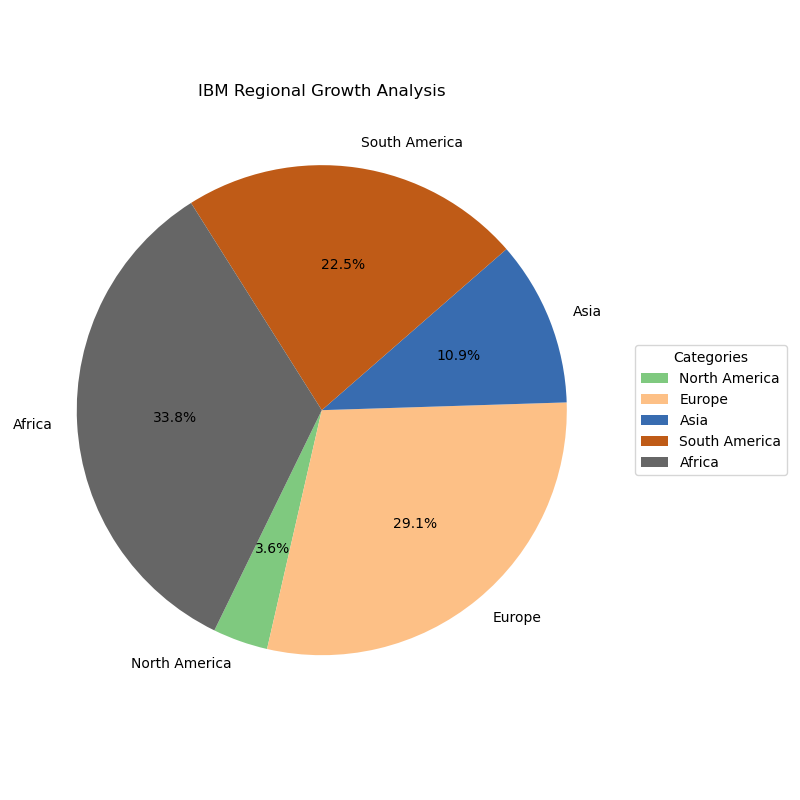 IBM Regional Growth Analysis
South America
22.5%
Asia
10.9%
Africa
33.8%
29.1%
3.6%
Europe
North America
Categories
North America
Europe
Asia
South America
Africa